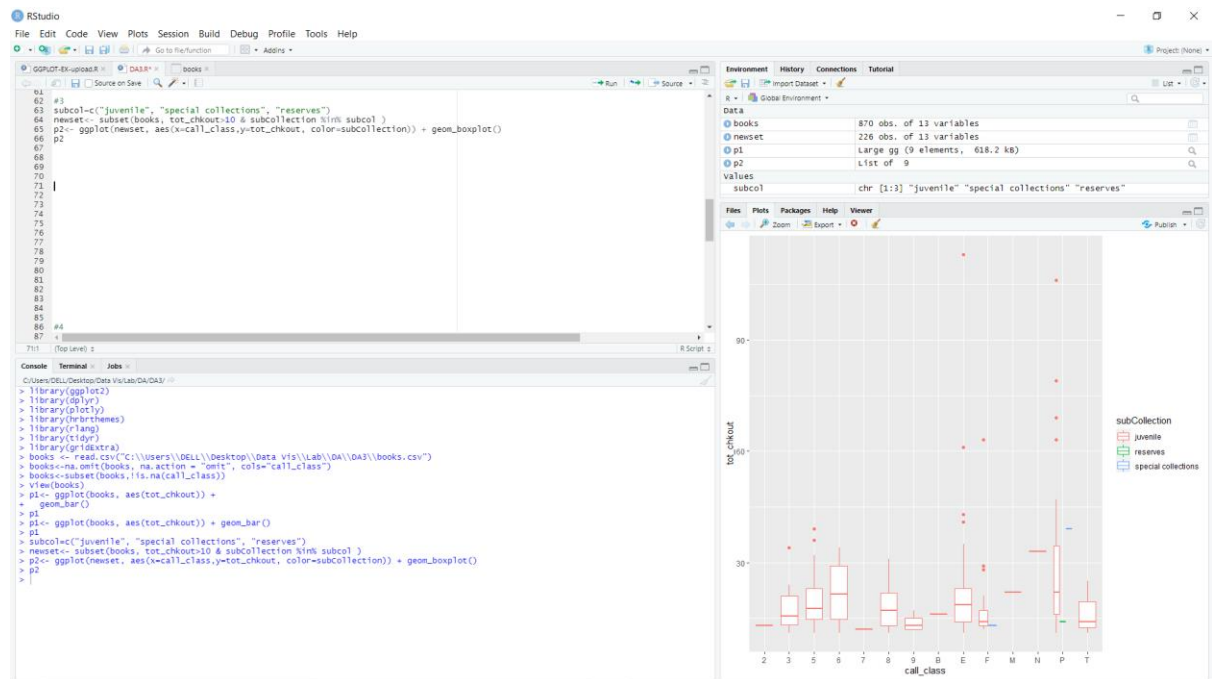 RStudio
File Edit Code View Plots Session Build Debug Profile Tools Help
Go to file/function Addins Project: (None)
GGPLOT-EX-upload.R DA3.R* books
Source on Save Run Source
61
62 #3
63 subcol=c("juvenile", "special collections", "reserves")
64 newset<- subset(books, tot_chkout>10 & subCollection %in% subcol )
65 p2<- ggplot(newset, aes(x=call_class,y=tot_chkout, color=subCollection)) + geom_boxplot()
66 p2
67
68
69
70
71
72
73
74
75
76
77
78
79
80
81
82
83
84
85
86 #4
87
71:1 (Top Level) R Script
Console Terminal Jobs
C:/Users/DELL/Desktop/Data Vis/Lab/DA/DA3/
> library(ggplot2)
> library(dplyr)
> library(plotly)
> library(hrbrthemes)
> library(rlang)
> library(tidyr)
> library(gridExtra)
> books <- read.csv("C:\\Users\\DELL\\Desktop\\Data Vis\\Lab\\DA\\DA3\\books.csv")
> books<-na.omit(books, na.action = "omit", cols="call_class")
> books<-subset(books,!is.na(call_class))
> View(books)
> p1<- ggplot(books, aes(tot_chkout)) +
+ geom_bar()
> p1
> p1<- ggplot(books, aes(tot_chkout)) + geom_bar()
> p1
> subcol=c("juvenile", "special collections", "reserves")
> newset<- subset(books, tot_chkout>10 & subCollection %in% subcol )
> p2<- ggplot(newset, aes(x=call_class,y=tot_chkout, color=subCollection)) + geom_boxplot()
> p2
>
Environment History Connections Tutorial
Import Dataset List
R Global Environment
Data
books 870 obs. of 13 variables
newset 226 obs. of 13 variables
p1 Large gg (9 elements, 618.2 kB)
p2 List of 9
Values
subcol chr [1:3] "juvenile" "special collections" "reserves"
Files Plots Packages Help Viewer
Zoom Export Publish
90
60
30
tot_chkout
2 3 5 6 7 8 9 B E F M N P T
call_class
subCollection
juvenile
reserves
special collections